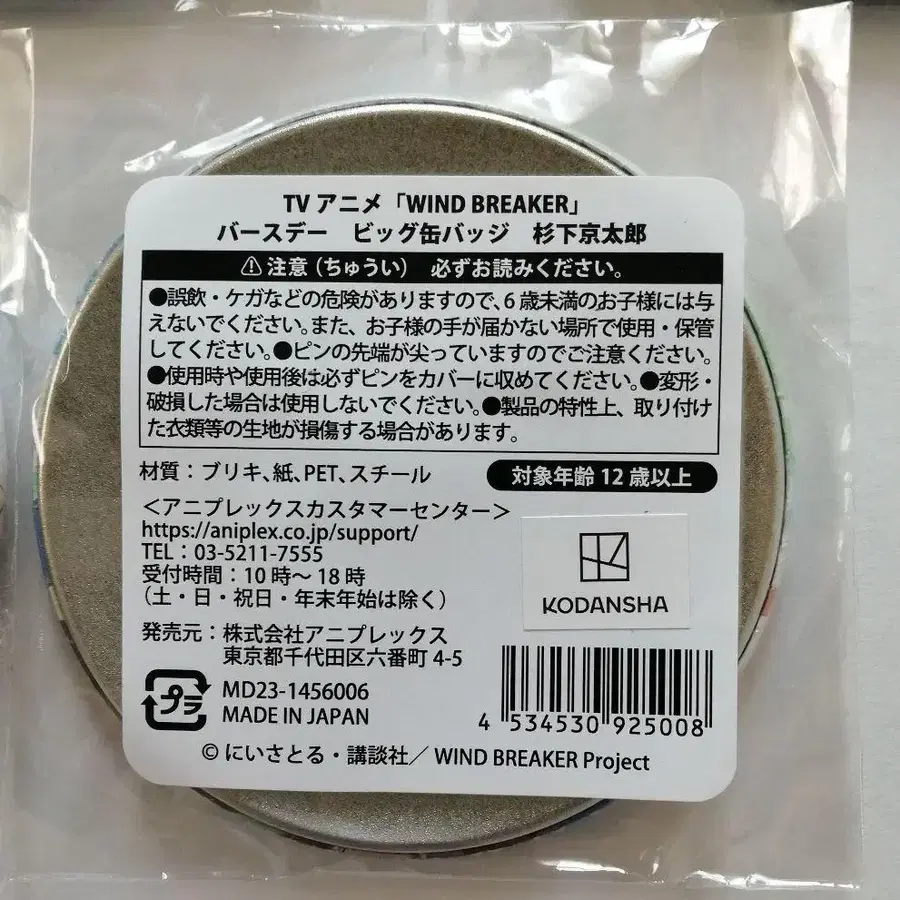 TV アニメ「WIND BREAKER」
バースデー　ビッグ缶バッジ　杉下京太郎
⚠ 注意（ちゅうい）　必ずお読みください。
●誤飲・ケガなどの危険がありますので、6 歳未満のお子様には与
えないでください。また、お子様の手が届かない場所で使用・保管
してください。●ピンの先端が尖っていますのでご注意ください。
●使用時や使用後は必ずピンをカバーに収めてください。●変形・
破損した場合は使用しないでください。●製品の特性上、取り付け
た衣類等の生地が損傷する場合があります。
材質：ブリキ、紙、PET、スチール
対象年齢 12 歳以上
＜アニプレックスカスタマーセンター＞
https://aniplex.co.jp/support/
TEL：03-5211-7555
受付時間：10 時～ 18 時
（土・日・祝日・年末年始は除く）
KODANSHA
発売元：株式会社アニプレックス
東京都千代田区六番町 4-5
プラ
MD23-1456006
MADE IN JAPAN
4 534530 925008
© にいさとる・講談社／ WIND BREAKER Project